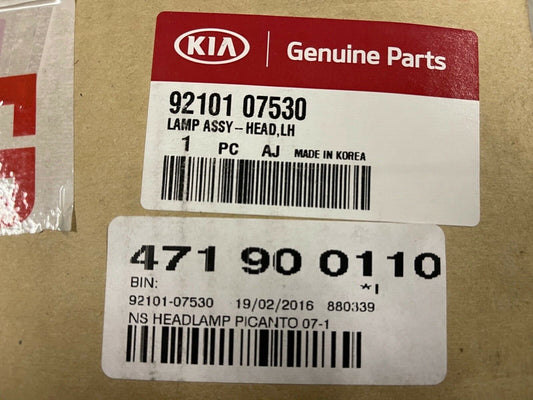 KIA Genuine Parts
92101 07530
LAMP ASSY-HEAD,LH
1 PC AJ MADE IN KOREA
471 90 0110
*I
BIN:
92101-07530 19/02/2016 880339
NS HEADLAMP PICANTO 07-1